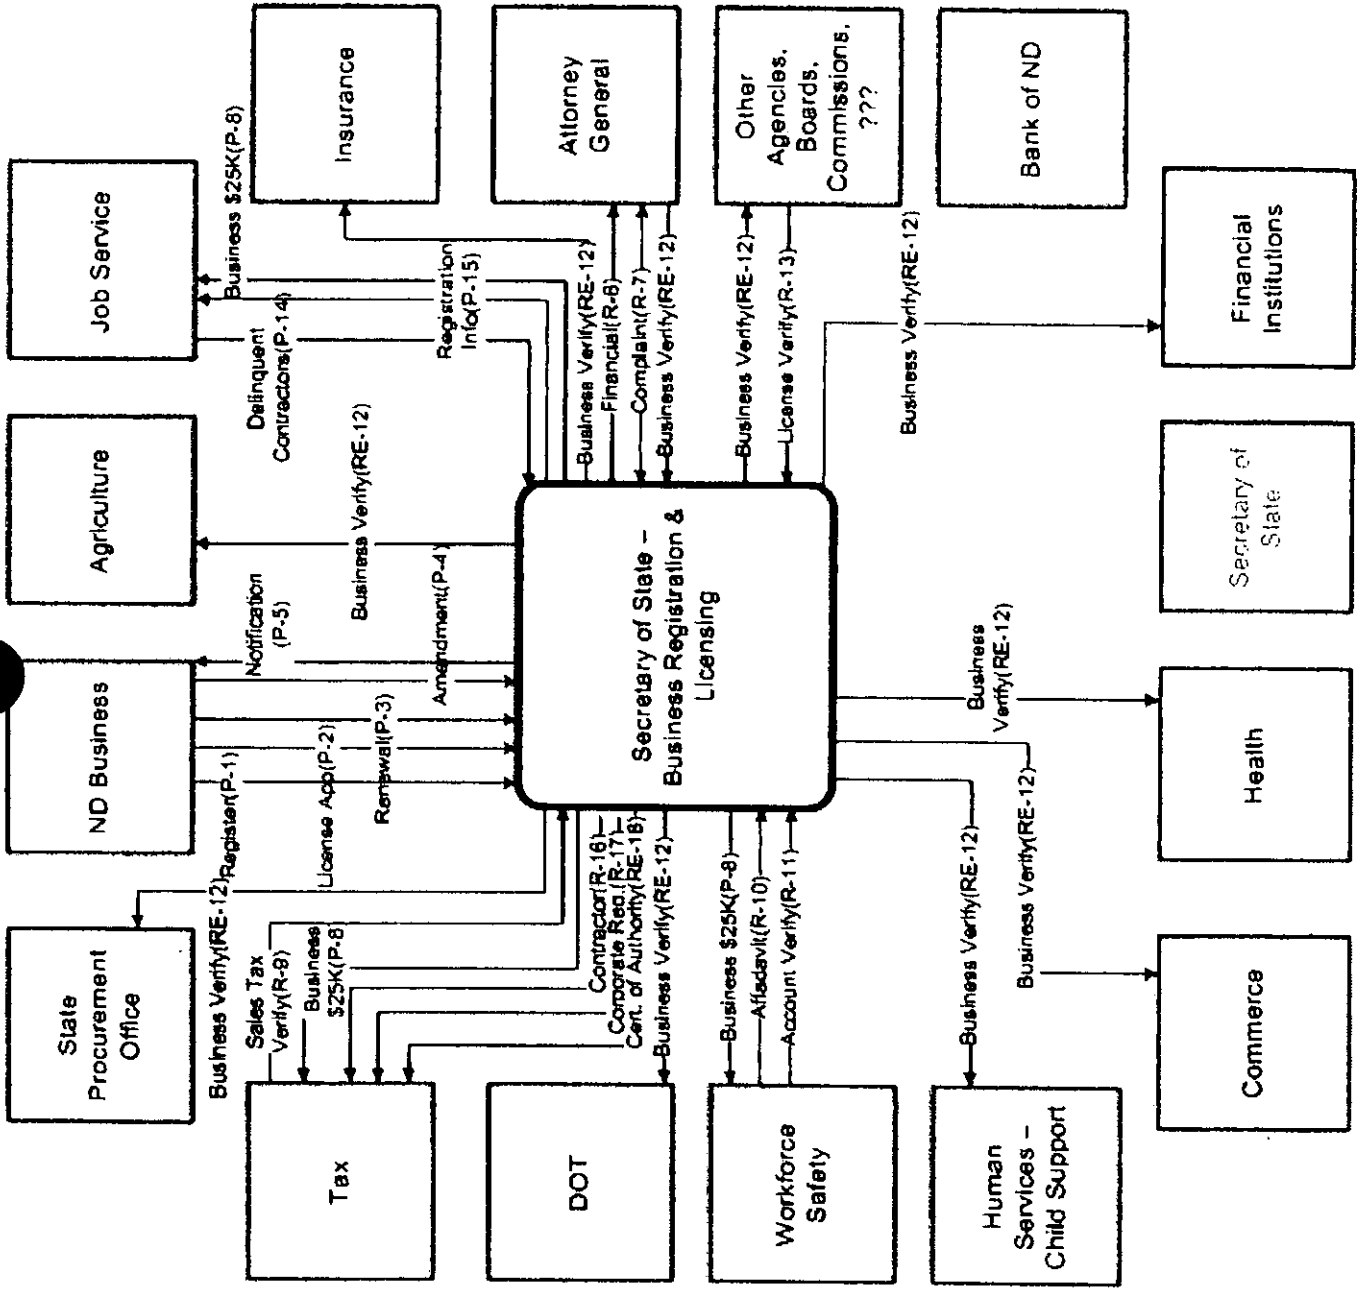 State
Procurement
Office
ND Business
Agriculture
Job Service
Business Verify(RE-12)
Register(P-1)
License App(P-2)
Renewal(P-3)
Amendment(P-4)
Notification
(P-5)
Business Verify(RE-12)
Delinquent
Contractors(P-14)
Registration
Info(P-15)
Business $25K(P-8)
Tax
Sales Tax
Verify(R-9)
Business
$25K(P-8)
Contractor(R-16)
Corporate Reg.(R-17)
Cert. of Authority(RE-18)
Insurance
Business Verify(RE-12)
DOT
Business Verify(RE-12)
Secretary of State –
Business Registration &
Licensing
Financial(R-6)
Complaint(R-7)
Business Verify(RE-12)
Attorney
General
Workforce
Safety
Business $25K(P-8)
Affadavit(R-10)
Account Verify(R-11)
Business Verify(RE-12)
License Verify(R-13)
Other
Agencies,
Boards,
Commissions,
???
Human
Services –
Child Support
Business Verify(RE-12)
Business Verify(RE-12)
Business
Verify(RE-12)
Business Verify(RE-12)
Bank of ND
Commerce
Health
Secretary of
State
Financial
Institutions